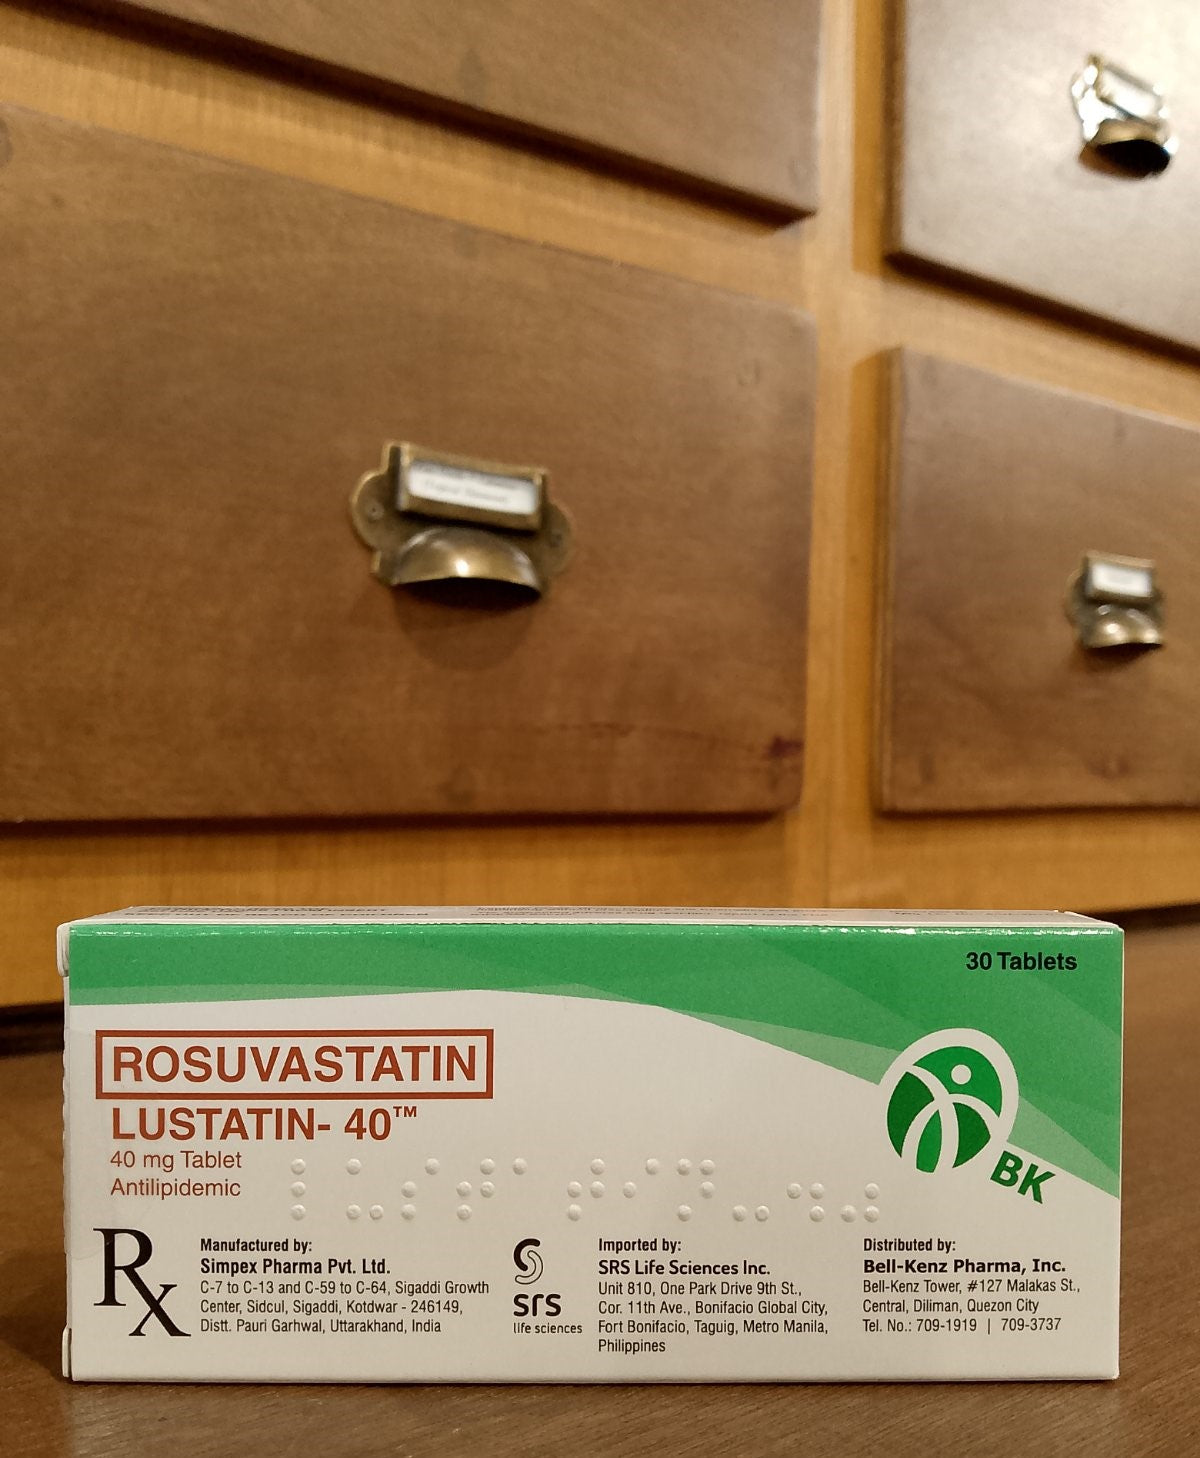 30 Tablets
ROSUVASTATIN
LUSTATIN- 40™
40 mg Tablet
Antilipidemic
BK
Rx
Manufactured by:
Simpex Pharma Pvt. Ltd.
C-7 to C-13 and C-59 to C-64, Sigaddi Growth
Center, Sidcul, Sigaddi, Kotdwar - 246149,
Distt. Pauri Garhwal, Uttarakhand, India
srs
life sciences
Imported by:
SRS Life Sciences Inc.
Unit 810, One Park Drive 9th St.,
Cor. 11th Ave., Bonifacio Global City,
Fort Bonifacio, Taguig, Metro Manila,
Philippines
Distributed by:
Bell-Kenz Pharma, Inc.
Bell-Kenz Tower, #127 Malakas St.,
Central, Diliman, Quezon City
Tel. No.: 709-1919 | 709-3737